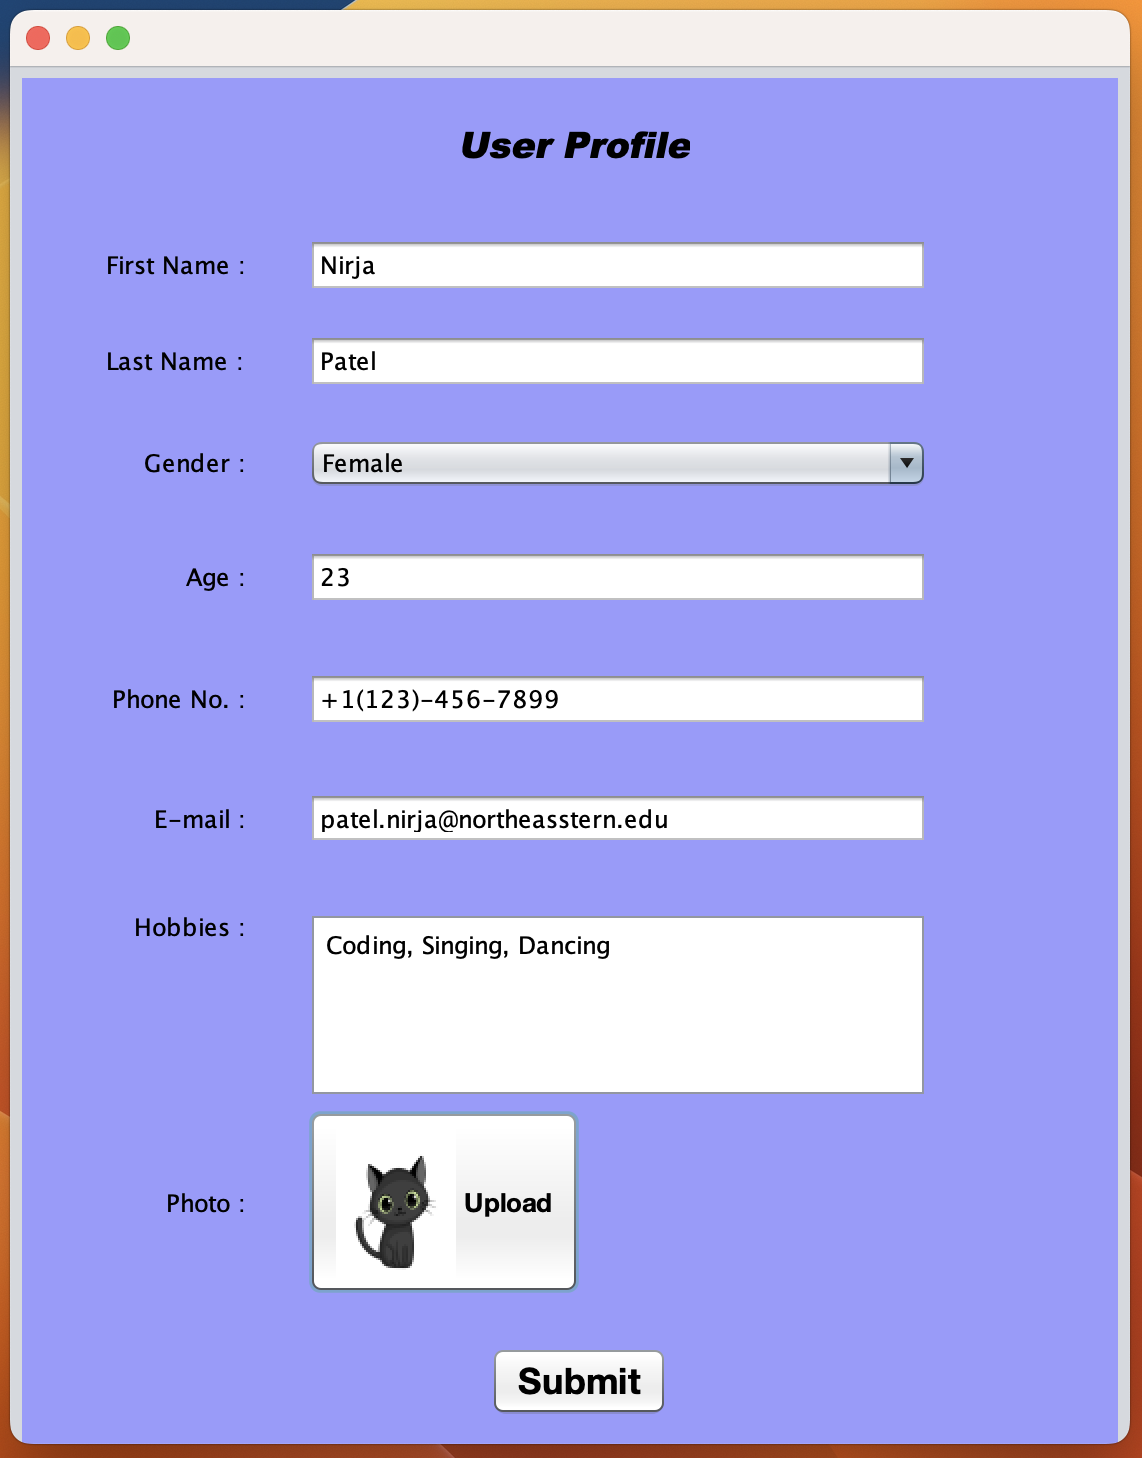 User Profile
First Name : Nirja
Last Name : Patel
Gender : Female
Age : 23
Phone No. : +1(123)-456-7899
E-mail : patel.nirja@northeasstern.edu
Hobbies : Coding, Singing, Dancing
Photo : Upload
Submit